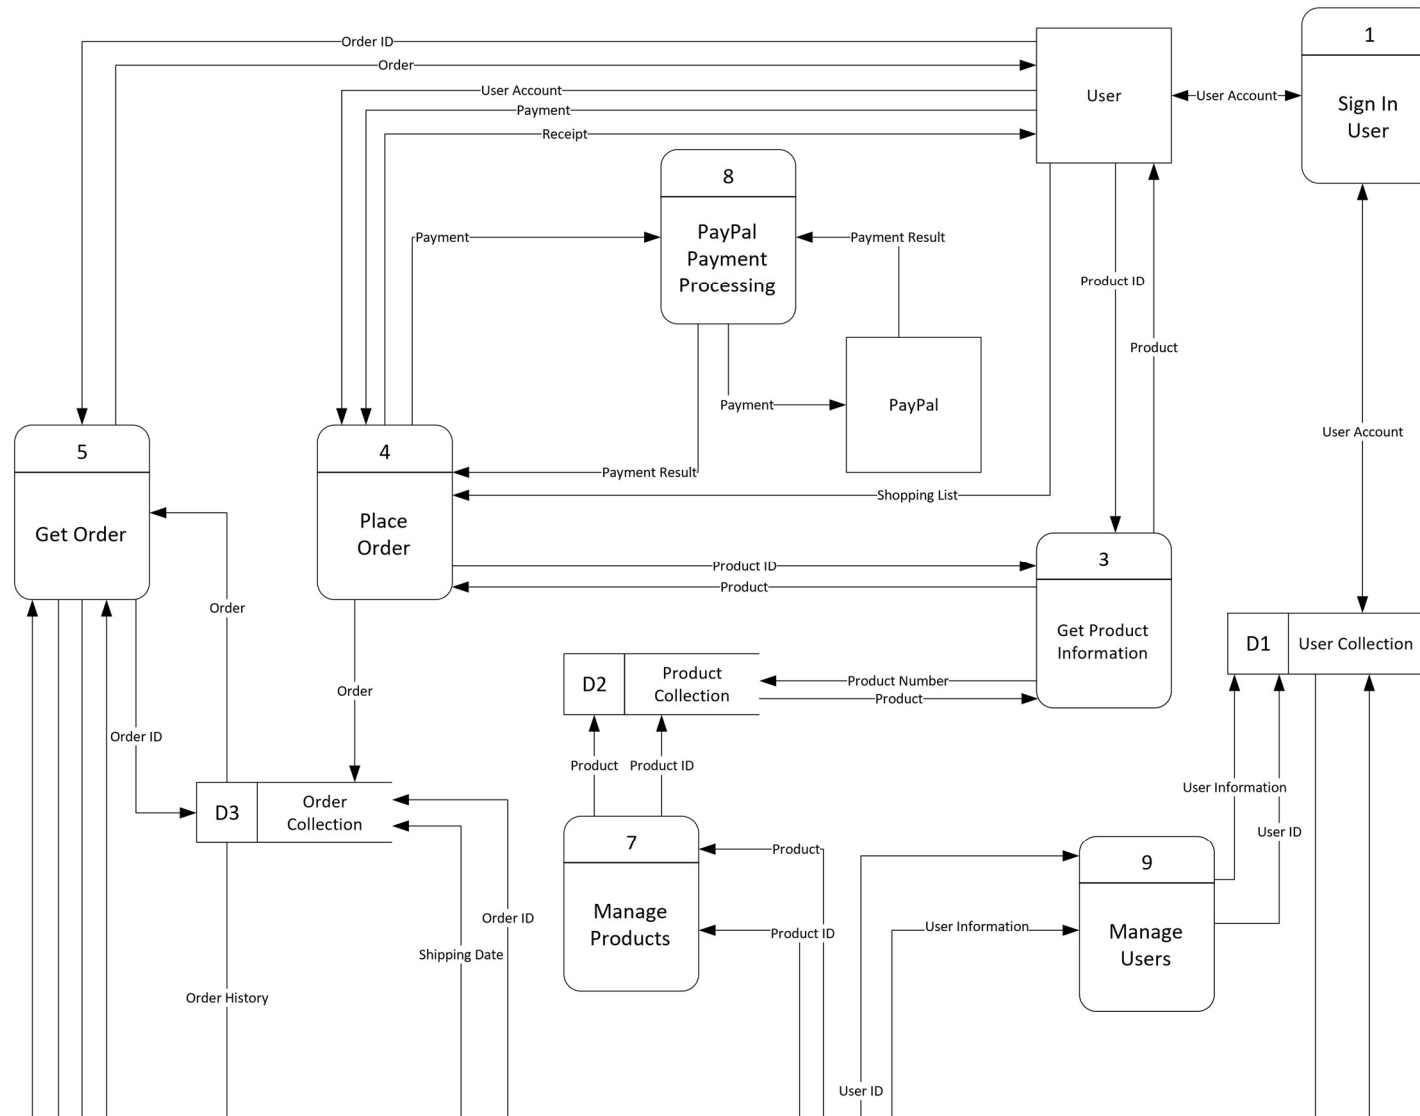 1
Order ID
Order
User Account
User
User Account
Sign In
User
Payment
Receipt
8
PayPal
Payment
Processing
Payment
Payment Result
Product ID
Product
Payment
PayPal
User Account
5
4
Payment Result
Shopping List
Get Order
Place
Order
Product ID
Product
3
Get Product
Information
Order
D1
User Collection
D2
Product
Collection
Product Number
Product
Order
Order ID
Product
Product ID
User Information
D3
Order
Collection
User ID
7
Product
9
Manage
Products
Product ID
Order ID
User Information
Manage
Users
Shipping Date
Order History
User ID